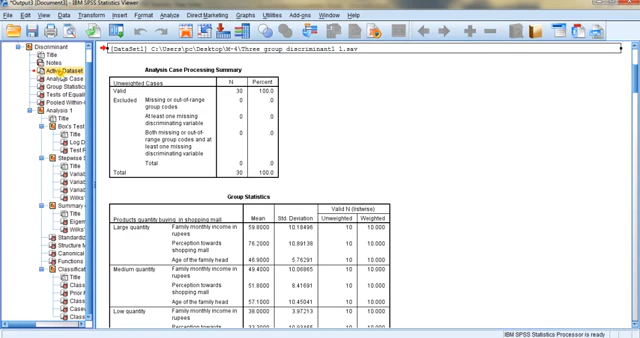 *Output3 [Document3] - IBM SPSS Statistics Viewer
File Edit View Data Transform Insert Format Analyze Direct Marketing Graphs Utilities Add-ons Window Help
Discriminant
Title
Notes
Active Dataset
Analysis Case
Group Statistics
Tests of Equality
Pooled Within-
Analysis 1
Title
Box's Test
Title
Log D
Test R
Stepwise S
Title
Variab
Variab
Variab
Wilks'
Summary
Title
Eigen
Wilks'
Standardiz
Structure M
Canonical
Functions
Classificat
Title
Class
Prior
Class
Casew
Class
[DataSet1] C:\Users\pc\Desktop\M-4\Three group discriminant1 1.sav
Analysis Case Processing Summary
Unweighted Cases N Percent
Valid 30 100.0
Excluded Missing or out-of-range group codes 0 .0
At least one missing discriminating variable 0 .0
Both missing or out-of-range group codes and at least one missing discriminating variable 0 .0
Total 0 .0
Total 30 100.0
Group Statistics
Products quantity buying in shopping mall Mean Std. Deviation Valid N (listwise)
Unweighted Weighted
Large quantity Family monthly income in rupees 59.8000 10.18496 10 10.000
Perception towards shopping mall 76.2000 10.89138 10 10.000
Age of the family head 46.9000 5.76291 10 10.000
Medium quantity Family monthly income in rupees 49.4000 10.06865 10 10.000
Perception towards shopping mall 51.8000 8.41691 10 10.000
Age of the family head 57.1000 10.45041 10 10.000
Low quantity Family monthly income in rupees 38.0000 3.97213 10 10.000
IBM SPSS Statistics Processor is ready